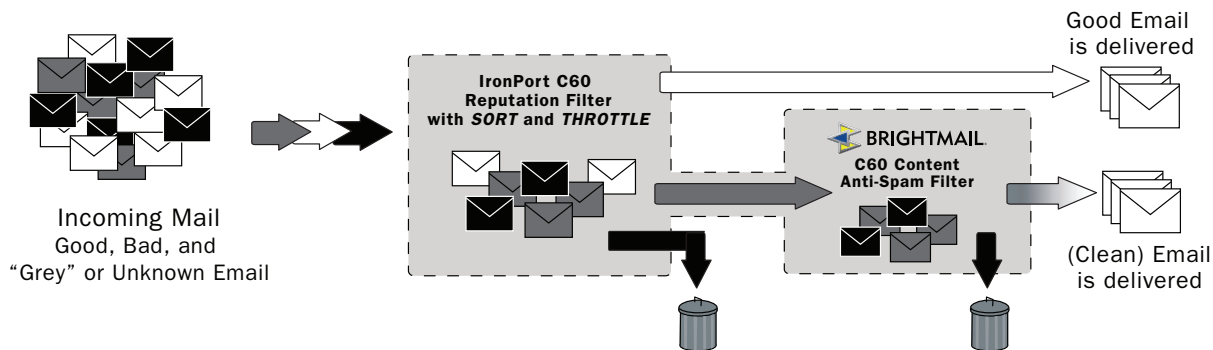 Incoming Mail
Good, Bad, and
“Grey” or Unknown Email
IronPort C60
Reputation Filter
with SORT and THROTTLE
BRIGHTMAIL.
C60 Content
Anti-Spam Filter
Good Email
is delivered
(Clean) Email
is delivered